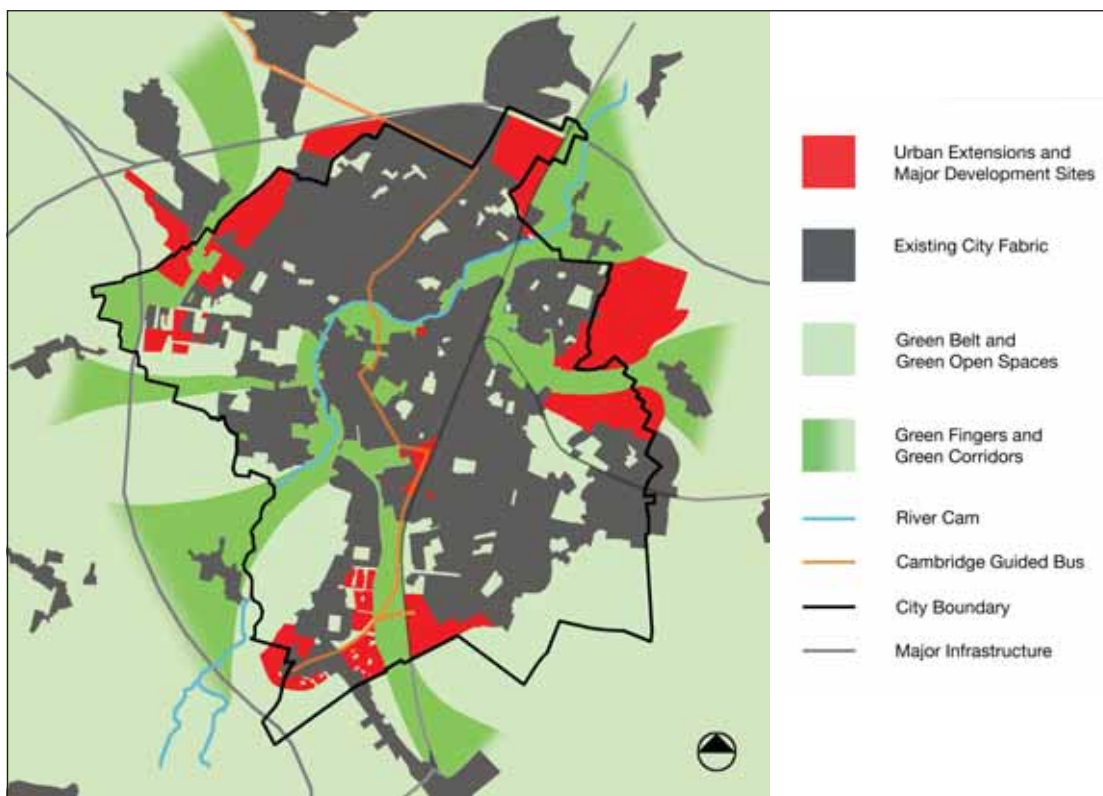 Urban Extensions and
Major Development Sites
Existing City Fabric
Green Belt and
Green Open Spaces
Green Fingers and
Green Corridors
River Cam
Cambridge Guided Bus
City Boundary
Major Infrastructure